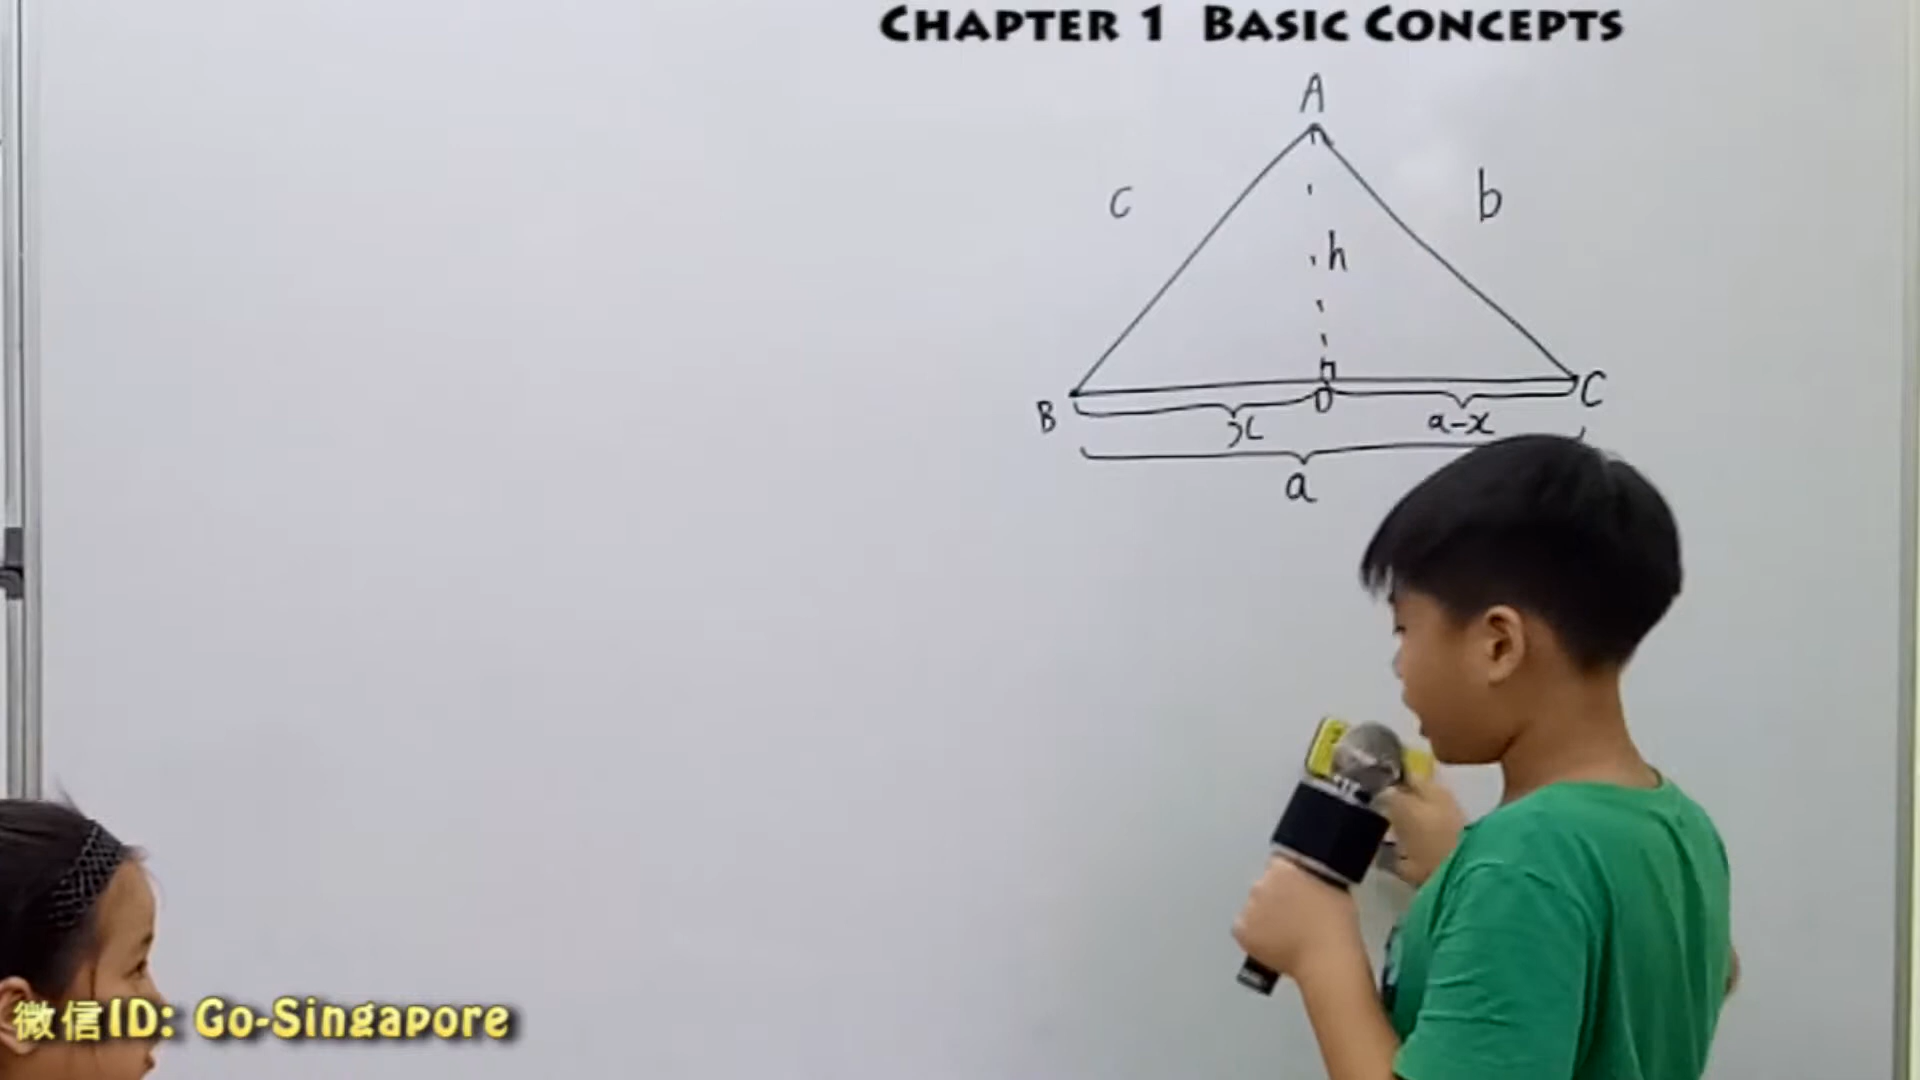 CHAPTER 1 BASIC CONCEPTS
A
c
b
h
B
D
C
x
a-x
a
微信ID: Go-Singapore